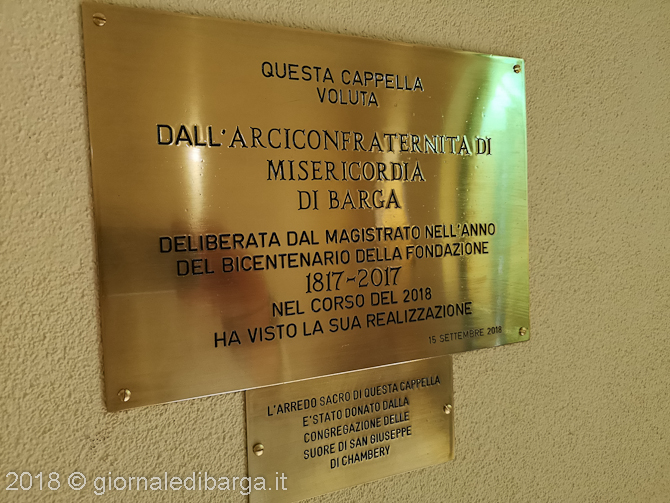 QUESTA CAPPELLA
VOLUTA
DALL'ARCICONFRATERNITA DI
MISERICORDIA
DI BARGA
DELIBERATA DAL MAGISTRATO NELL'ANNO
DEL BICENTENARIO DELLA FONDAZIONE
1817-2017
NEL CORSO DEL 2018
HA VISTO LA SUA REALIZZAZIONE
15 SETTEMBRE 2018
L'ARREDO SACRO DI QUESTA CAPPELLA
E'STATO DONATO DALLA
CONGREGAZIONE DELLE
SUORE DI SAN GIUSEPPE
DI CHAMBERY
2018 © giornaledibarga.it